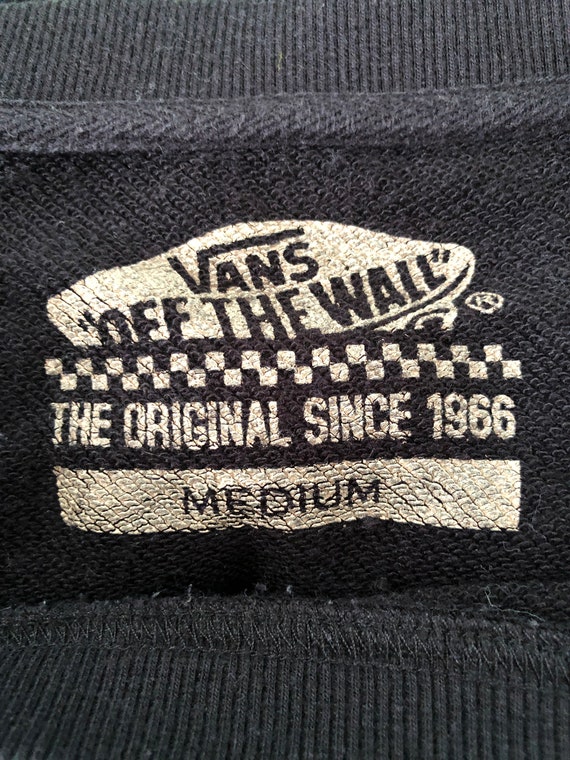 VANS
"OFF THE WALL"
®
THE ORIGINAL SINCE 1966
MEDIUM